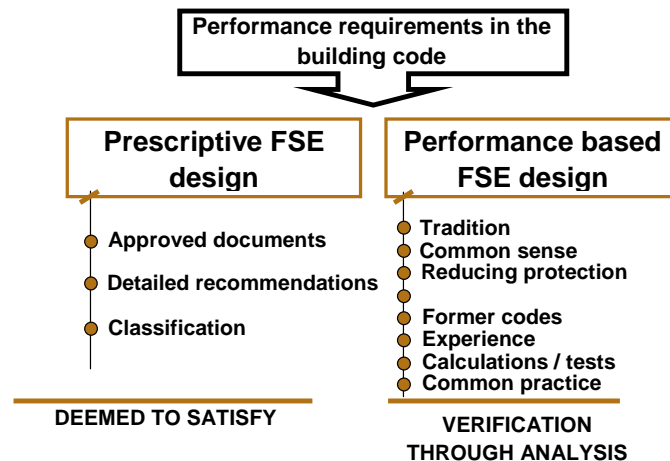 Performance requirements in the
building code
Prescriptive FSE
design
Approved documents
Detailed recommendations
Classification
DEEMED TO SATISFY
Performance based
FSE design
Tradition
Common sense
Reducing protection
Former codes
Experience
Calculations / tests
Common practice
VERIFICATION
THROUGH ANALYSIS